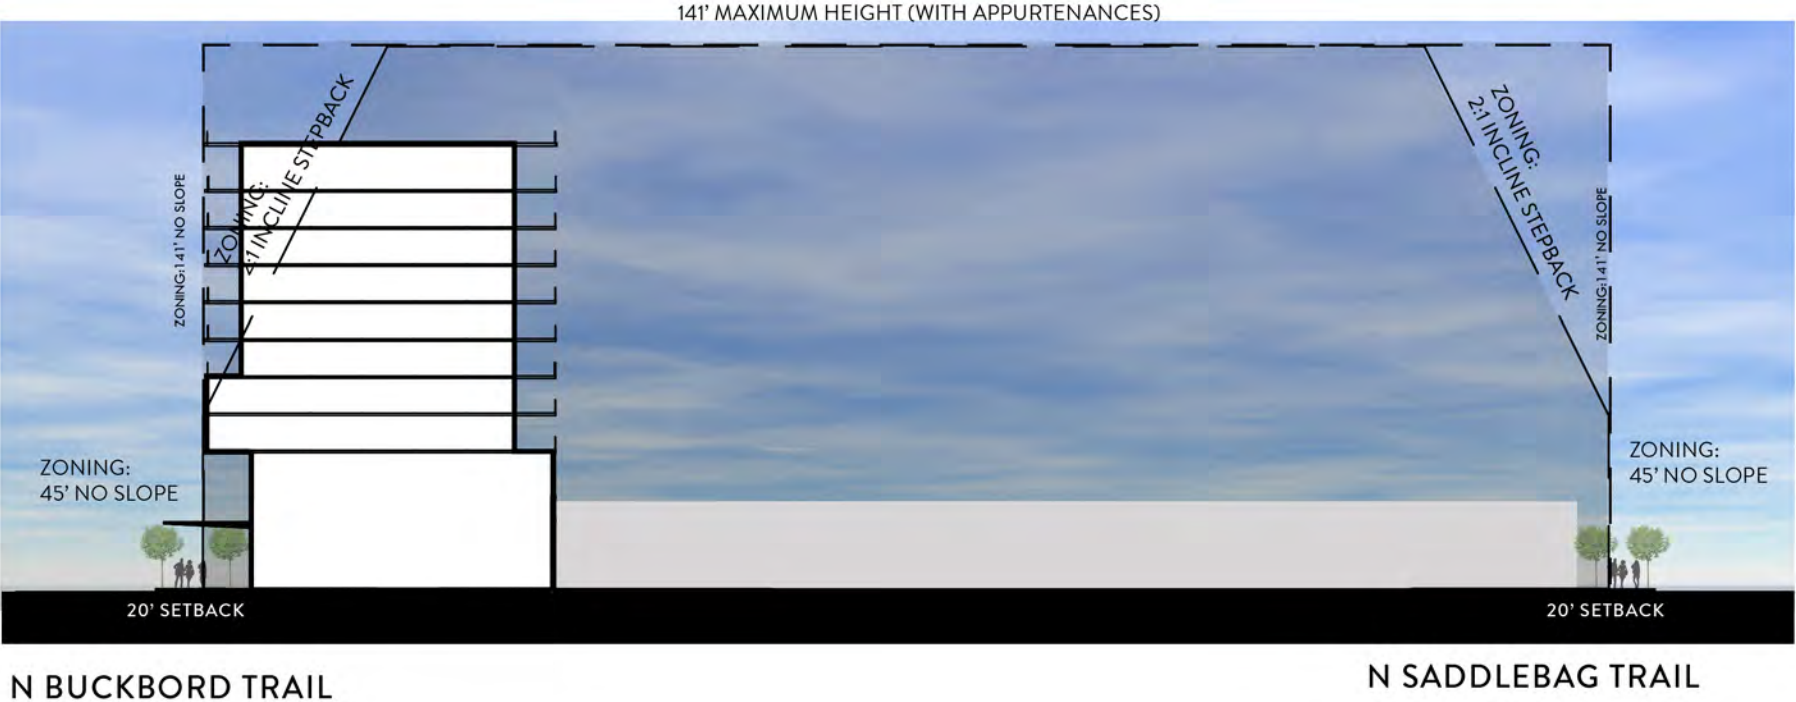 141' MAXIMUM HEIGHT (WITH APPURTENANCES)
ZONING:141' NO SLOPE
ZONING:
2:1 INCLINE STEPBACK
ZONING:
2:1 INCLINE STEPBACK
ZONING:141' NO SLOPE
ZONING:
45' NO SLOPE
ZONING:
45' NO SLOPE
20' SETBACK
20' SETBACK
N BUCKBORD TRAIL
N SADDLEBAG TRAIL